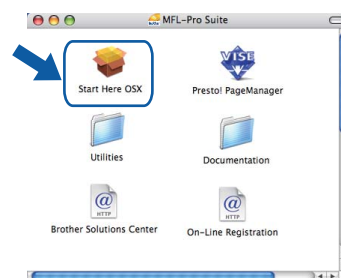 MFL-Pro Suite
Start Here OSX
VISE
Presto! PageManager
Utilities
Documentation
@
HTTP
@
HTTP
Brother Solutions Center
On-Line Registration